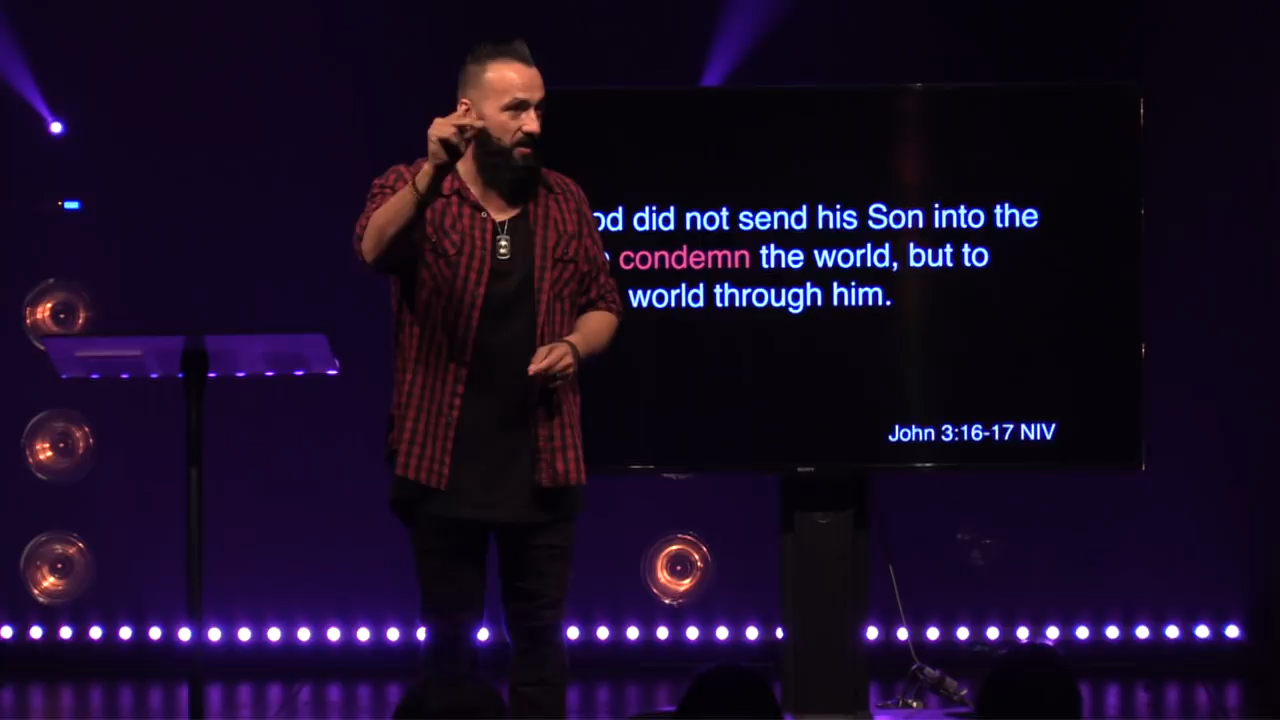 od did not send his Son into the
condemn the world, but to
world through him.
John 3:16-17 NIV
SONY